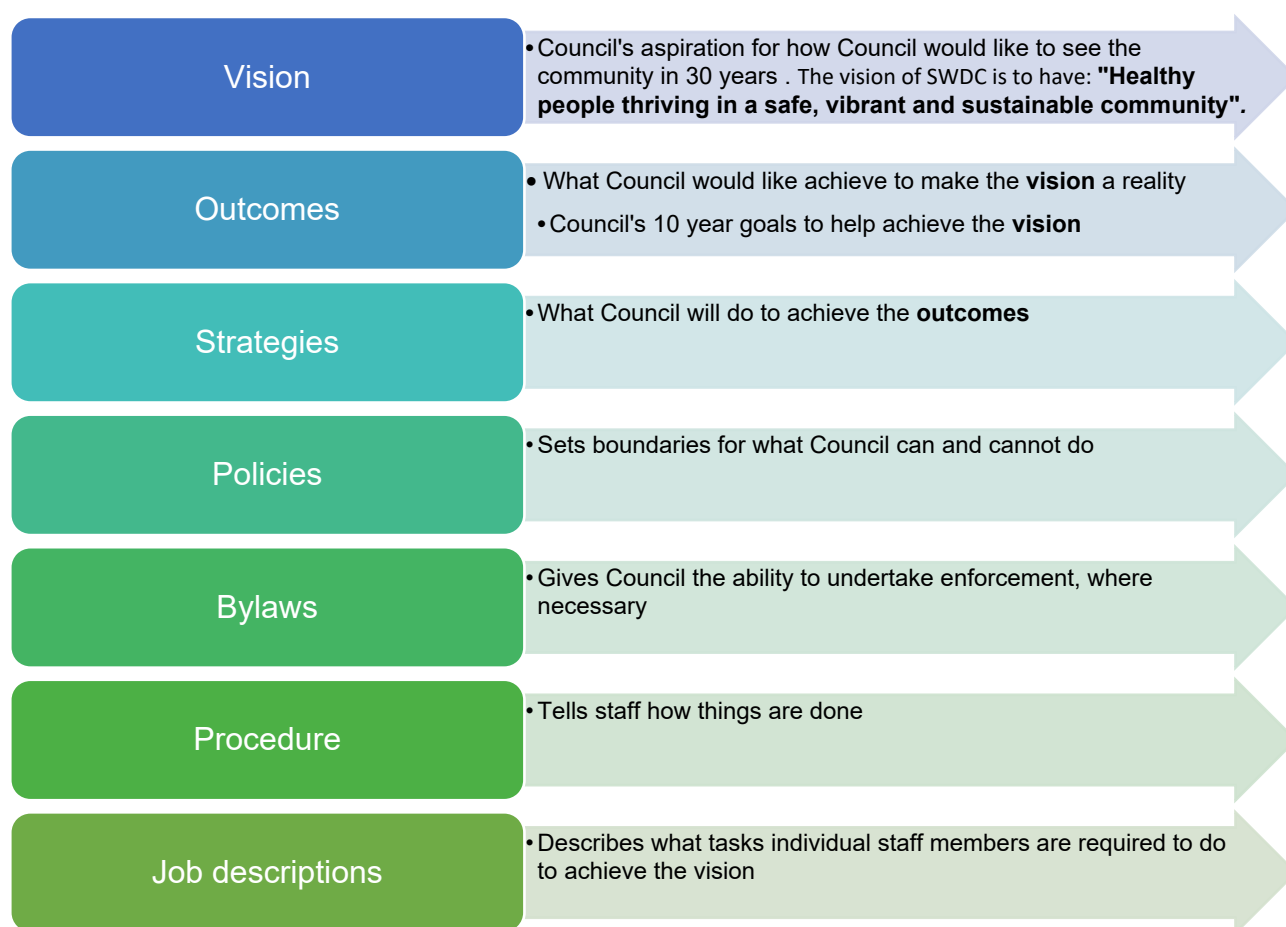 Vision
•Council's aspiration for how Council would like to see the
community in 30 years . The vision of SWDC is to have: "Healthy
people thriving in a safe, vibrant and sustainable community".
Outcomes
• What Council would like achieve to make the vision a reality
•Council's 10 year goals to help achieve the vision
Strategies
•What Council will do to achieve the outcomes
Policies
•Sets boundaries for what Council can and cannot do
Bylaws
•Gives Council the ability to undertake enforcement, where
necessary
Procedure
•Tells staff how things are done
Job descriptions
•Describes what tasks individual staff members are required to do
to achieve the vision